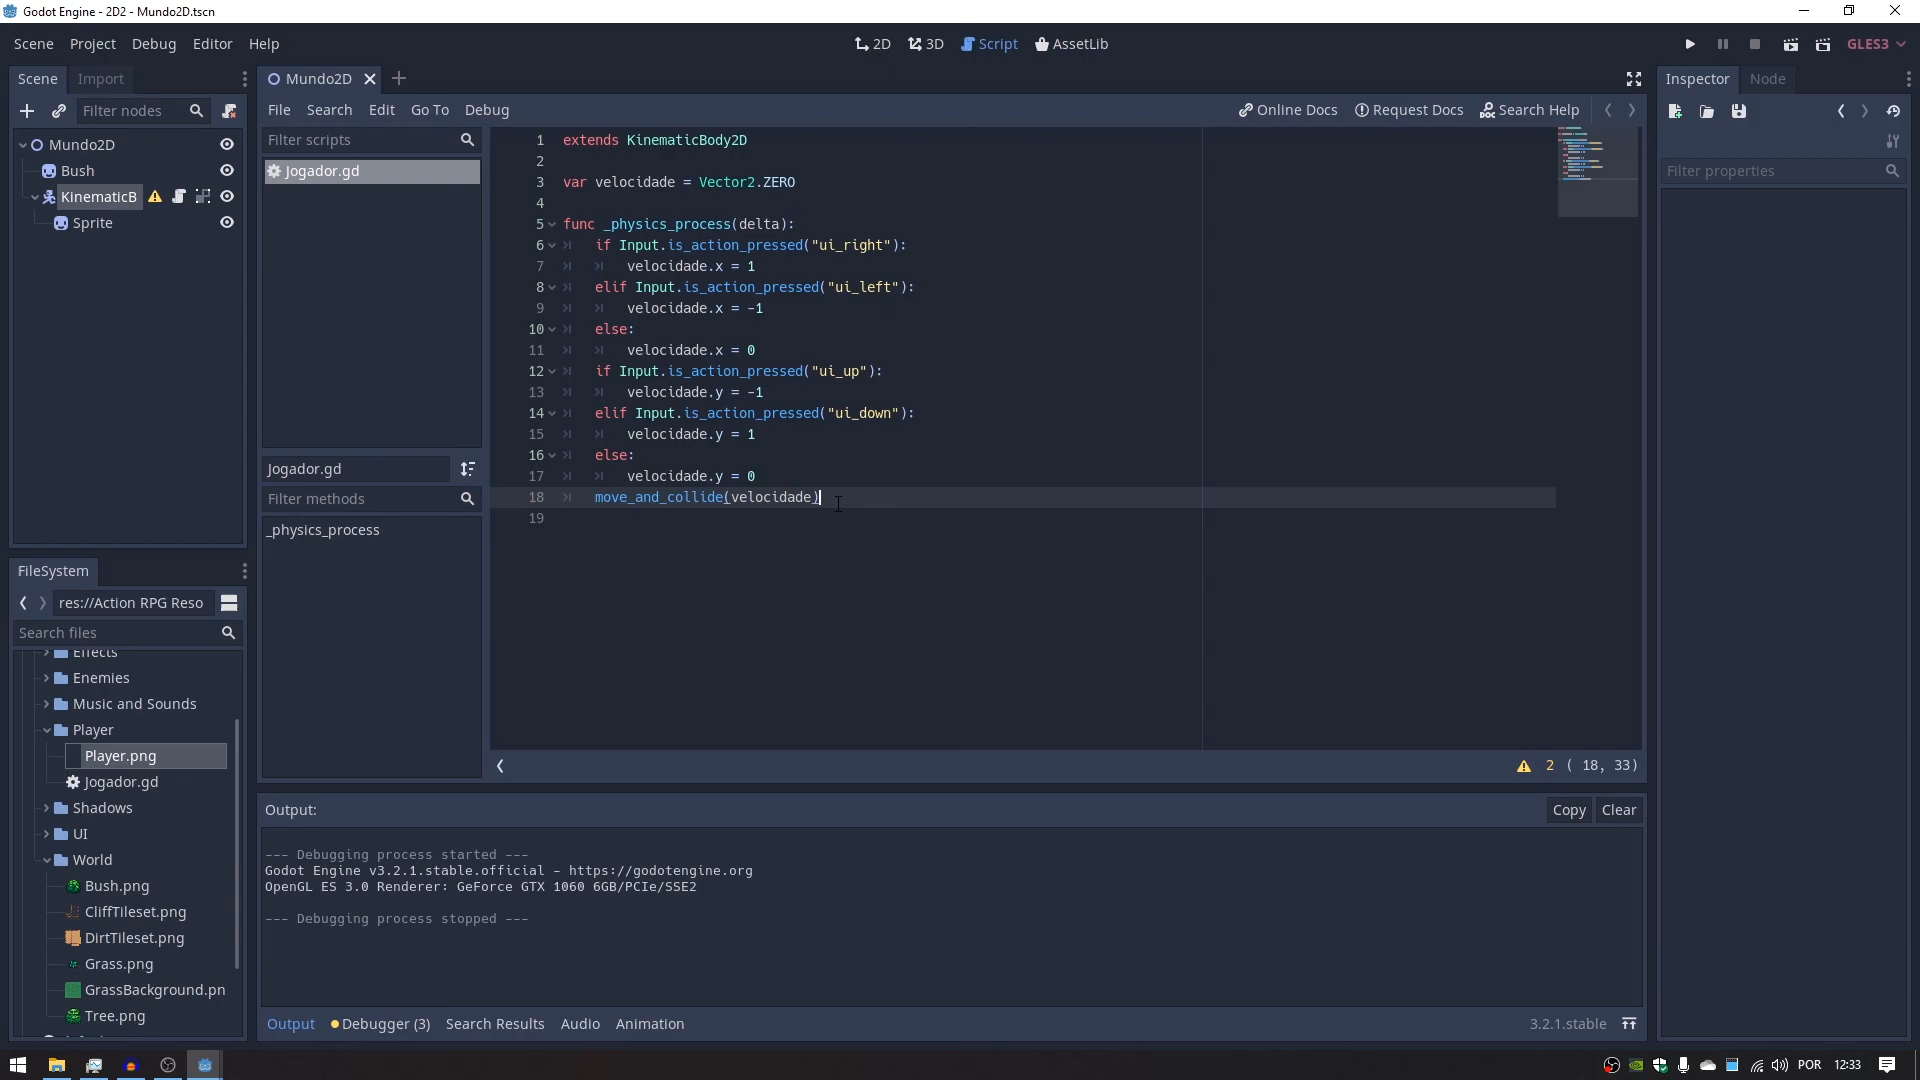 Godot Engine - 2D2 - Mundo2D.tscn
Scene Project Debug Editor Help
2D 3D Script AssetLib
GLES3
Scene Import
Filter nodes
Mundo2D
Bush
KinematicB
Sprite
FileSystem
res://Action RPG Reso
Search files
Effects
Enemies
Music and Sounds
Player
Player.png
Jogador.gd
Shadows
UI
World
Bush.png
CliffTileset.png
DirtTileset.png
Grass.png
GrassBackground.pn
Tree.png
Mundo2D
File Search Edit Go To Debug
Online Docs Request Docs Search Help
Filter scripts
Jogador.gd
Jogador.gd
Filter methods
_physics_process
1 extends KinematicBody2D
2
3 var velocidade = Vector2.ZERO
4
5 func _physics_process(delta):
6 if Input.is_action_pressed("ui_right"):
7 velocidade.x = 1
8 elif Input.is_action_pressed("ui_left"):
9 velocidade.x = -1
10 else:
11 velocidade.x = 0
12 if Input.is_action_pressed("ui_up"):
13 velocidade.y = -1
14 elif Input.is_action_pressed("ui_down"):
15 velocidade.y = 1
16 else:
17 velocidade.y = 0
18 move_and_collide(velocidade)
19
2 ( 18, 33)
Output:
Copy Clear
--- Debugging process started ---
Godot Engine v3.2.1.stable.official - https://godotengine.org
OpenGL ES 3.0 Renderer: GeForce GTX 1060 6GB/PCIe/SSE2
--- Debugging process stopped ---
Output Debugger (3) Search Results Audio Animation
3.2.1.stable
Inspector Node
Filter properties
POR 12:33